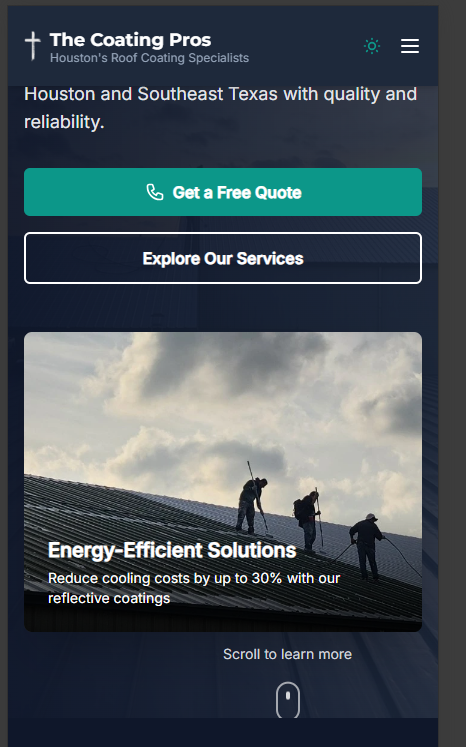 The Coating Pros
Houston's Roof Coating Specialists
Houston and Southeast Texas with quality and
reliability.
Get a Free Quote
Explore Our Services
Energy-Efficient Solutions
Reduce cooling costs by up to 30% with our
reflective coatings
Scroll to learn more